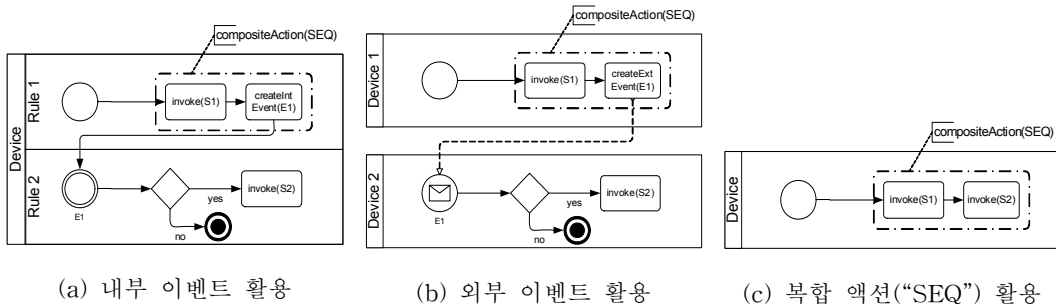 compositeAction(SEQ)
Device
Rule 1
invoke(S1)
createInt
Event(E1)
Rule 2
E1
yes
no
invoke(S2)
(a) 내부 이벤트 활용
compositeAction(SEQ)
Device 1
invoke(S1)
createExt
Event(E1)
Device 2
E1
yes
no
invoke(S2)
(b) 외부 이벤트 활용
compositeAction(SEQ)
Device
invoke(S1)
invoke(S2)
(c) 복합 액션(“SEQ”) 활용